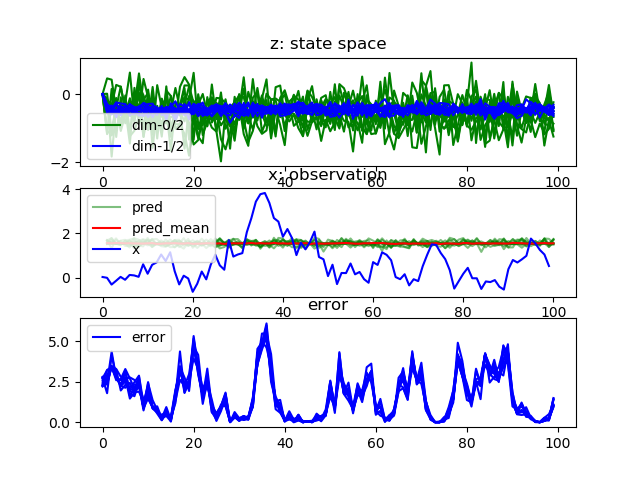 z: state space
0
−2
dim-0/2
dim-1/2
0 20 40 60 80 100
x: observation
4
2
0
pred
pred_mean
x
0 20 40 60 80 100
error
5.0
2.5
0.0
error
0 20 40 60 80 100